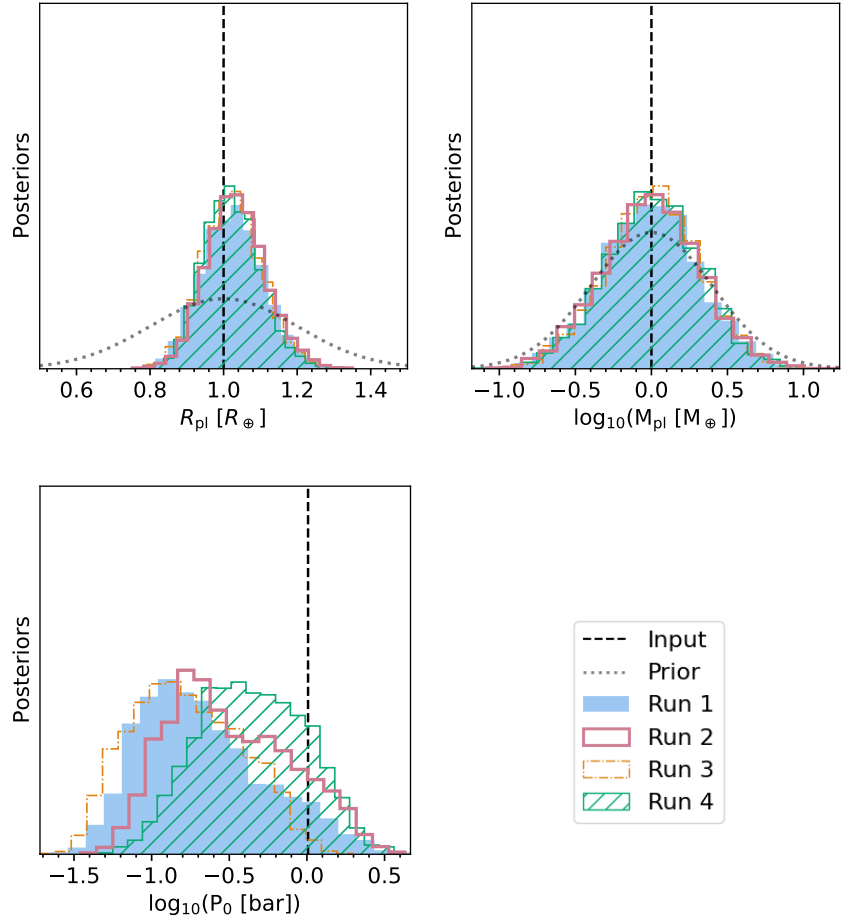 Posteriors
0.6 0.8 1.0 1.2 1.4
R_pl [R_⊕]
Posteriors
−1.0 −0.5 0.0 0.5 1.0
log₁₀(M_pl [M_⊕])
Posteriors
−1.5 −1.0 −0.5 0.0 0.5
log₁₀(P₀ [bar])
Input
Prior
Run 1
Run 2
Run 3
Run 4